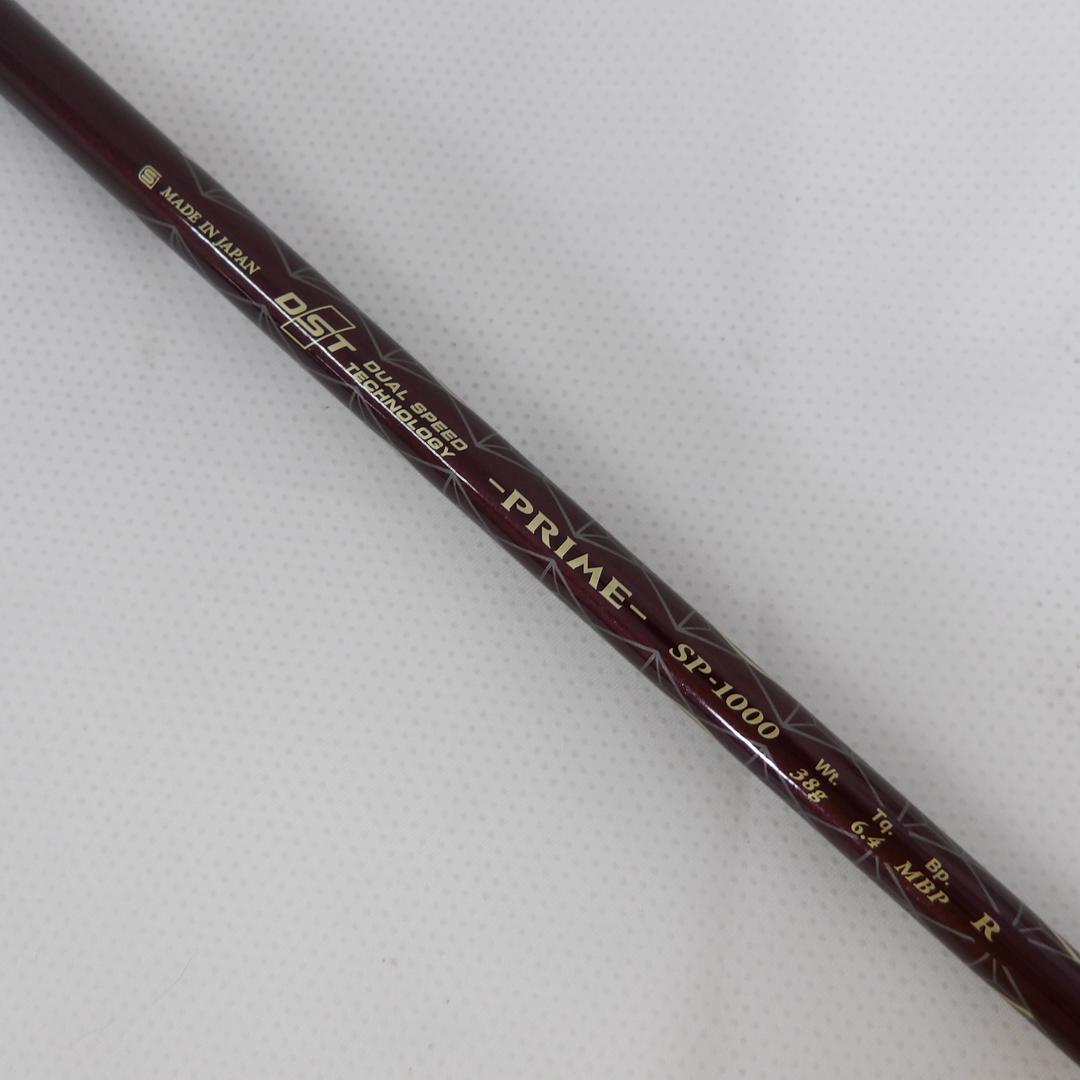 S MADE IN JAPAN
DST
DUAL SPEED
TECHNOLOGY
-PRIME-
SP-1000
Wt.
38g
Tq.
6.4
Bp.
MBP
R